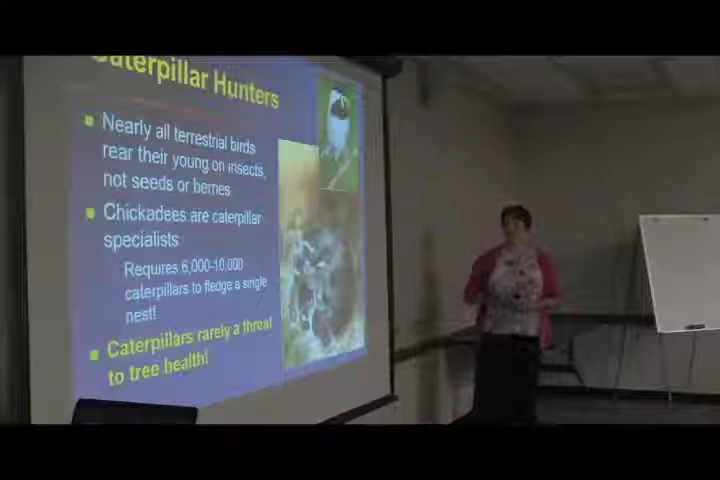 Caterpillar Hunters
Nearly all terrestrial birds
rear their young on insects,
not seeds or berries
Chickadees are caterpillar
specialists
Requires 6,000-10,000
caterpillars to fledge a single
nest!
Caterpillars rarely a threat
to tree health!